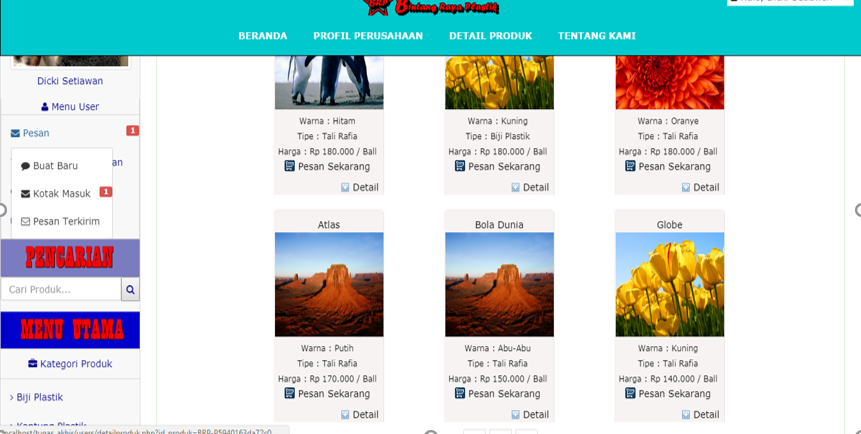 Bintang Raya Plastik
BERANDA PROFIL PERUSAHAAN DETAIL PRODUK TENTANG KAMI
Dicki Setiawan
Menu User
Pesan 1
an
Buat Baru
Kotak Masuk 1
Pesan Terkirim
PENCARIAN
Cari Produk...
MENU UTAMA
Kategori Produk
› Biji Plastik
Warna : Hitam
Tipe : Tali Rafia
Harga : Rp 180.000 / Ball
Pesan Sekarang
Detail
Warna : Kuning
Tipe : Biji Plastik
Harga : Rp 180.000 / Ball
Pesan Sekarang
Detail
Warna : Oranye
Tipe : Tali Rafia
Harga : Rp 180.000 / Ball
Pesan Sekarang
Detail
Atlas
Warna : Putih
Tipe : Tali Rafia
Harga : Rp 170.000 / Ball
Pesan Sekarang
Detail
Bola Dunia
Warna : Abu-Abu
Tipe : Tali Rafia
Harga : Rp 150.000 / Ball
Pesan Sekarang
Detail
Globe
Warna : Kuning
Tipe : Tali Rafia
Harga : Rp 140.000 / Ball
Pesan Sekarang
Detail